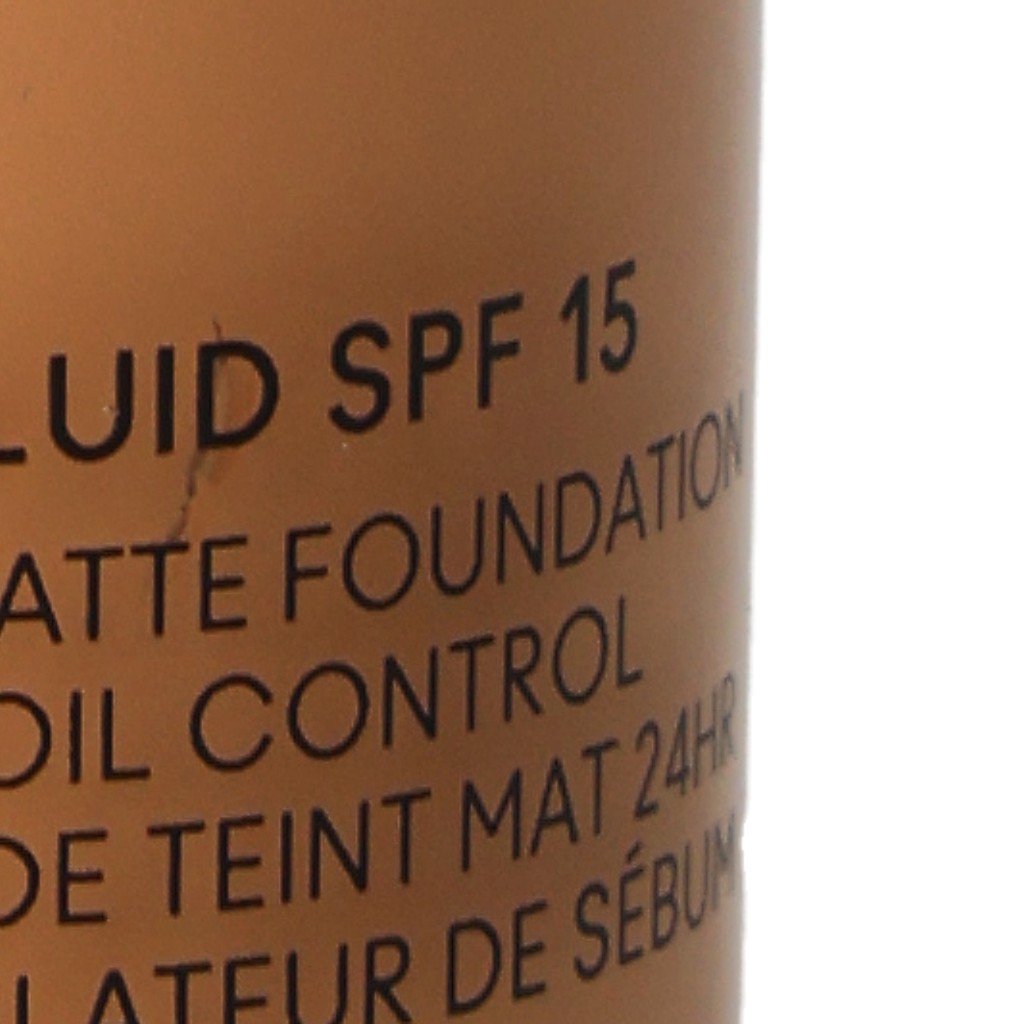 LUID SPF 15
ATTE FOUNDATION
OIL CONTROL
DE TEINT MAT 24HR
LATEUR DE SÉBUM